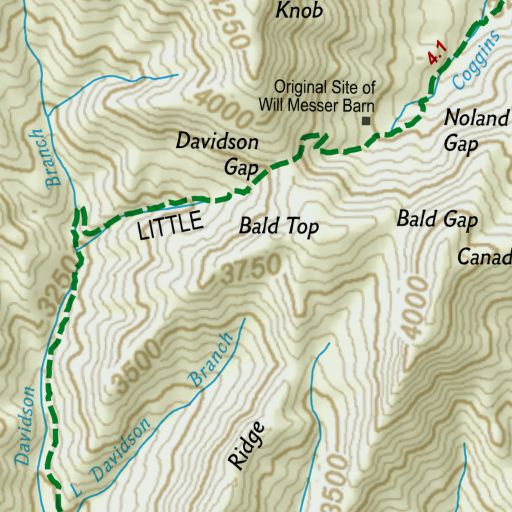 4250
Knob
4.1
Coggins
Original Site of
Will Messer Barn
4000
Noland
Gap
Davidson
Gap
Branch
LITTLE
Bald Top
Bald Gap
Canad
3750
3250
4000
3500
Branch
Davidson
L Davidson
Ridge
3500